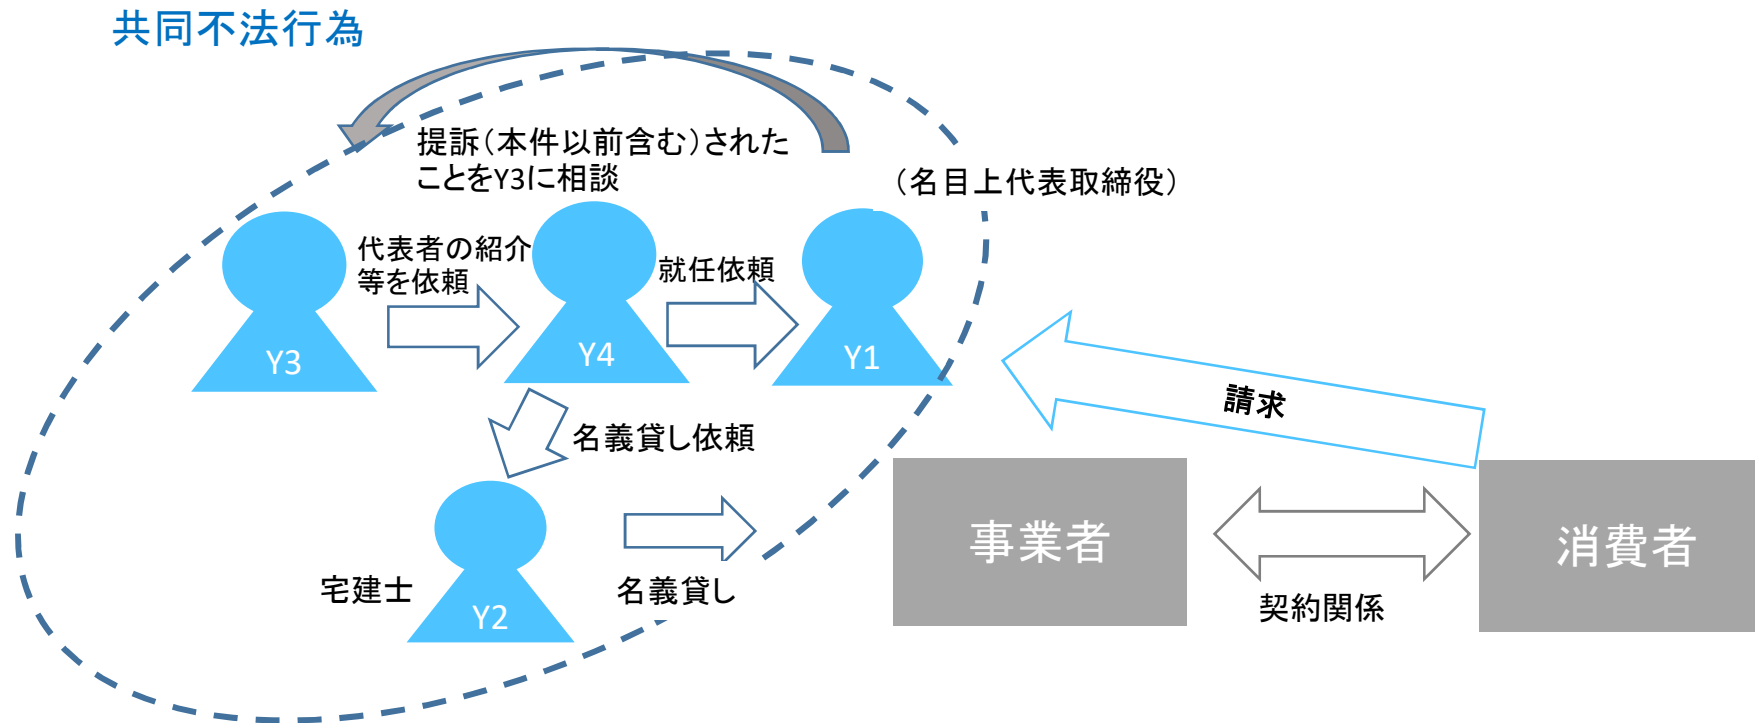 共同不法行為
提訴（本件以前含む）された
ことをY3に相談
（名目上代表取締役）
代表者の紹介
等を依頼
就任依頼
Y3
Y4
Y1
請求
名義貸し依頼
事業者
消費者
宅建士
名義貸し
契約関係
Y2